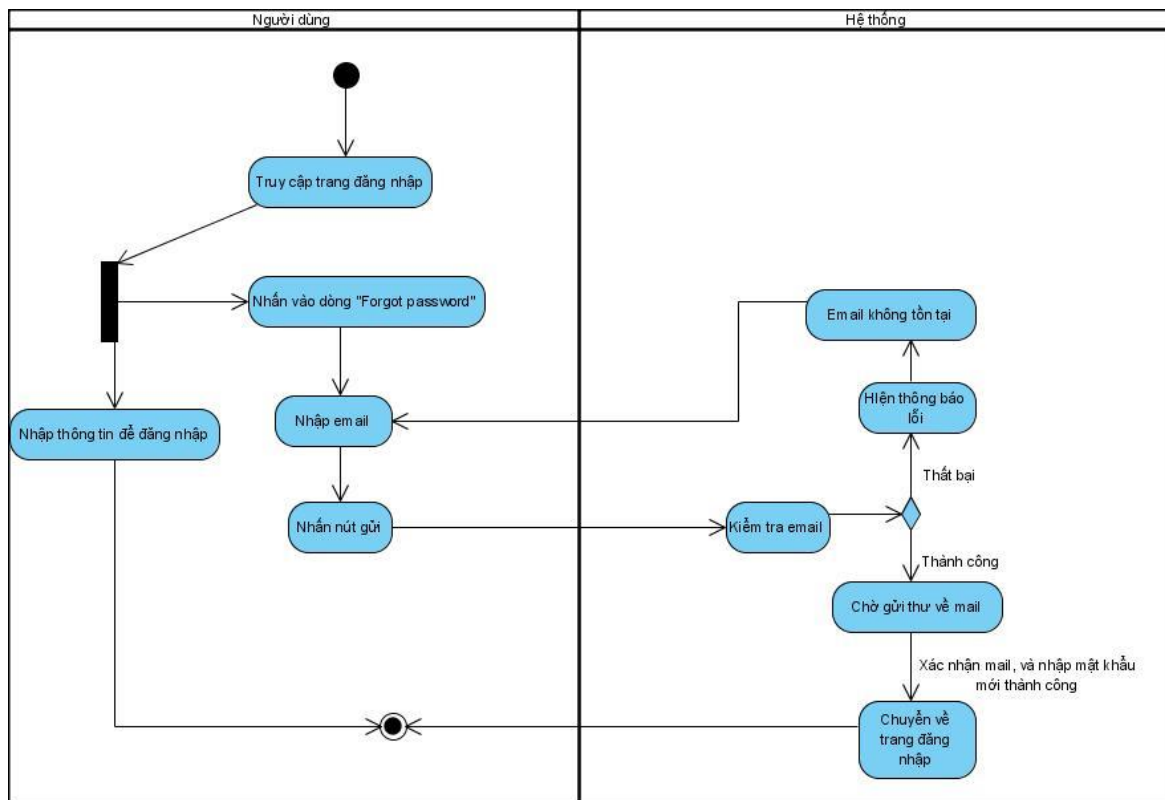 Người dùng
Hệ thống
Truy cập trang đăng nhập
Nhấn vào dòng "Forgot password"
Email không tồn tại
HIện thông báo
lỗi
Nhập email
Nhập thông tin để đăng nhập
Thất bại
Nhấn nút gửi
Kiểm tra email
Thành công
Chờ gửi thư về mail
Xác nhận mail, và nhập mật khẩu
mới thành công
Chuyển về
trang đăng
nhập